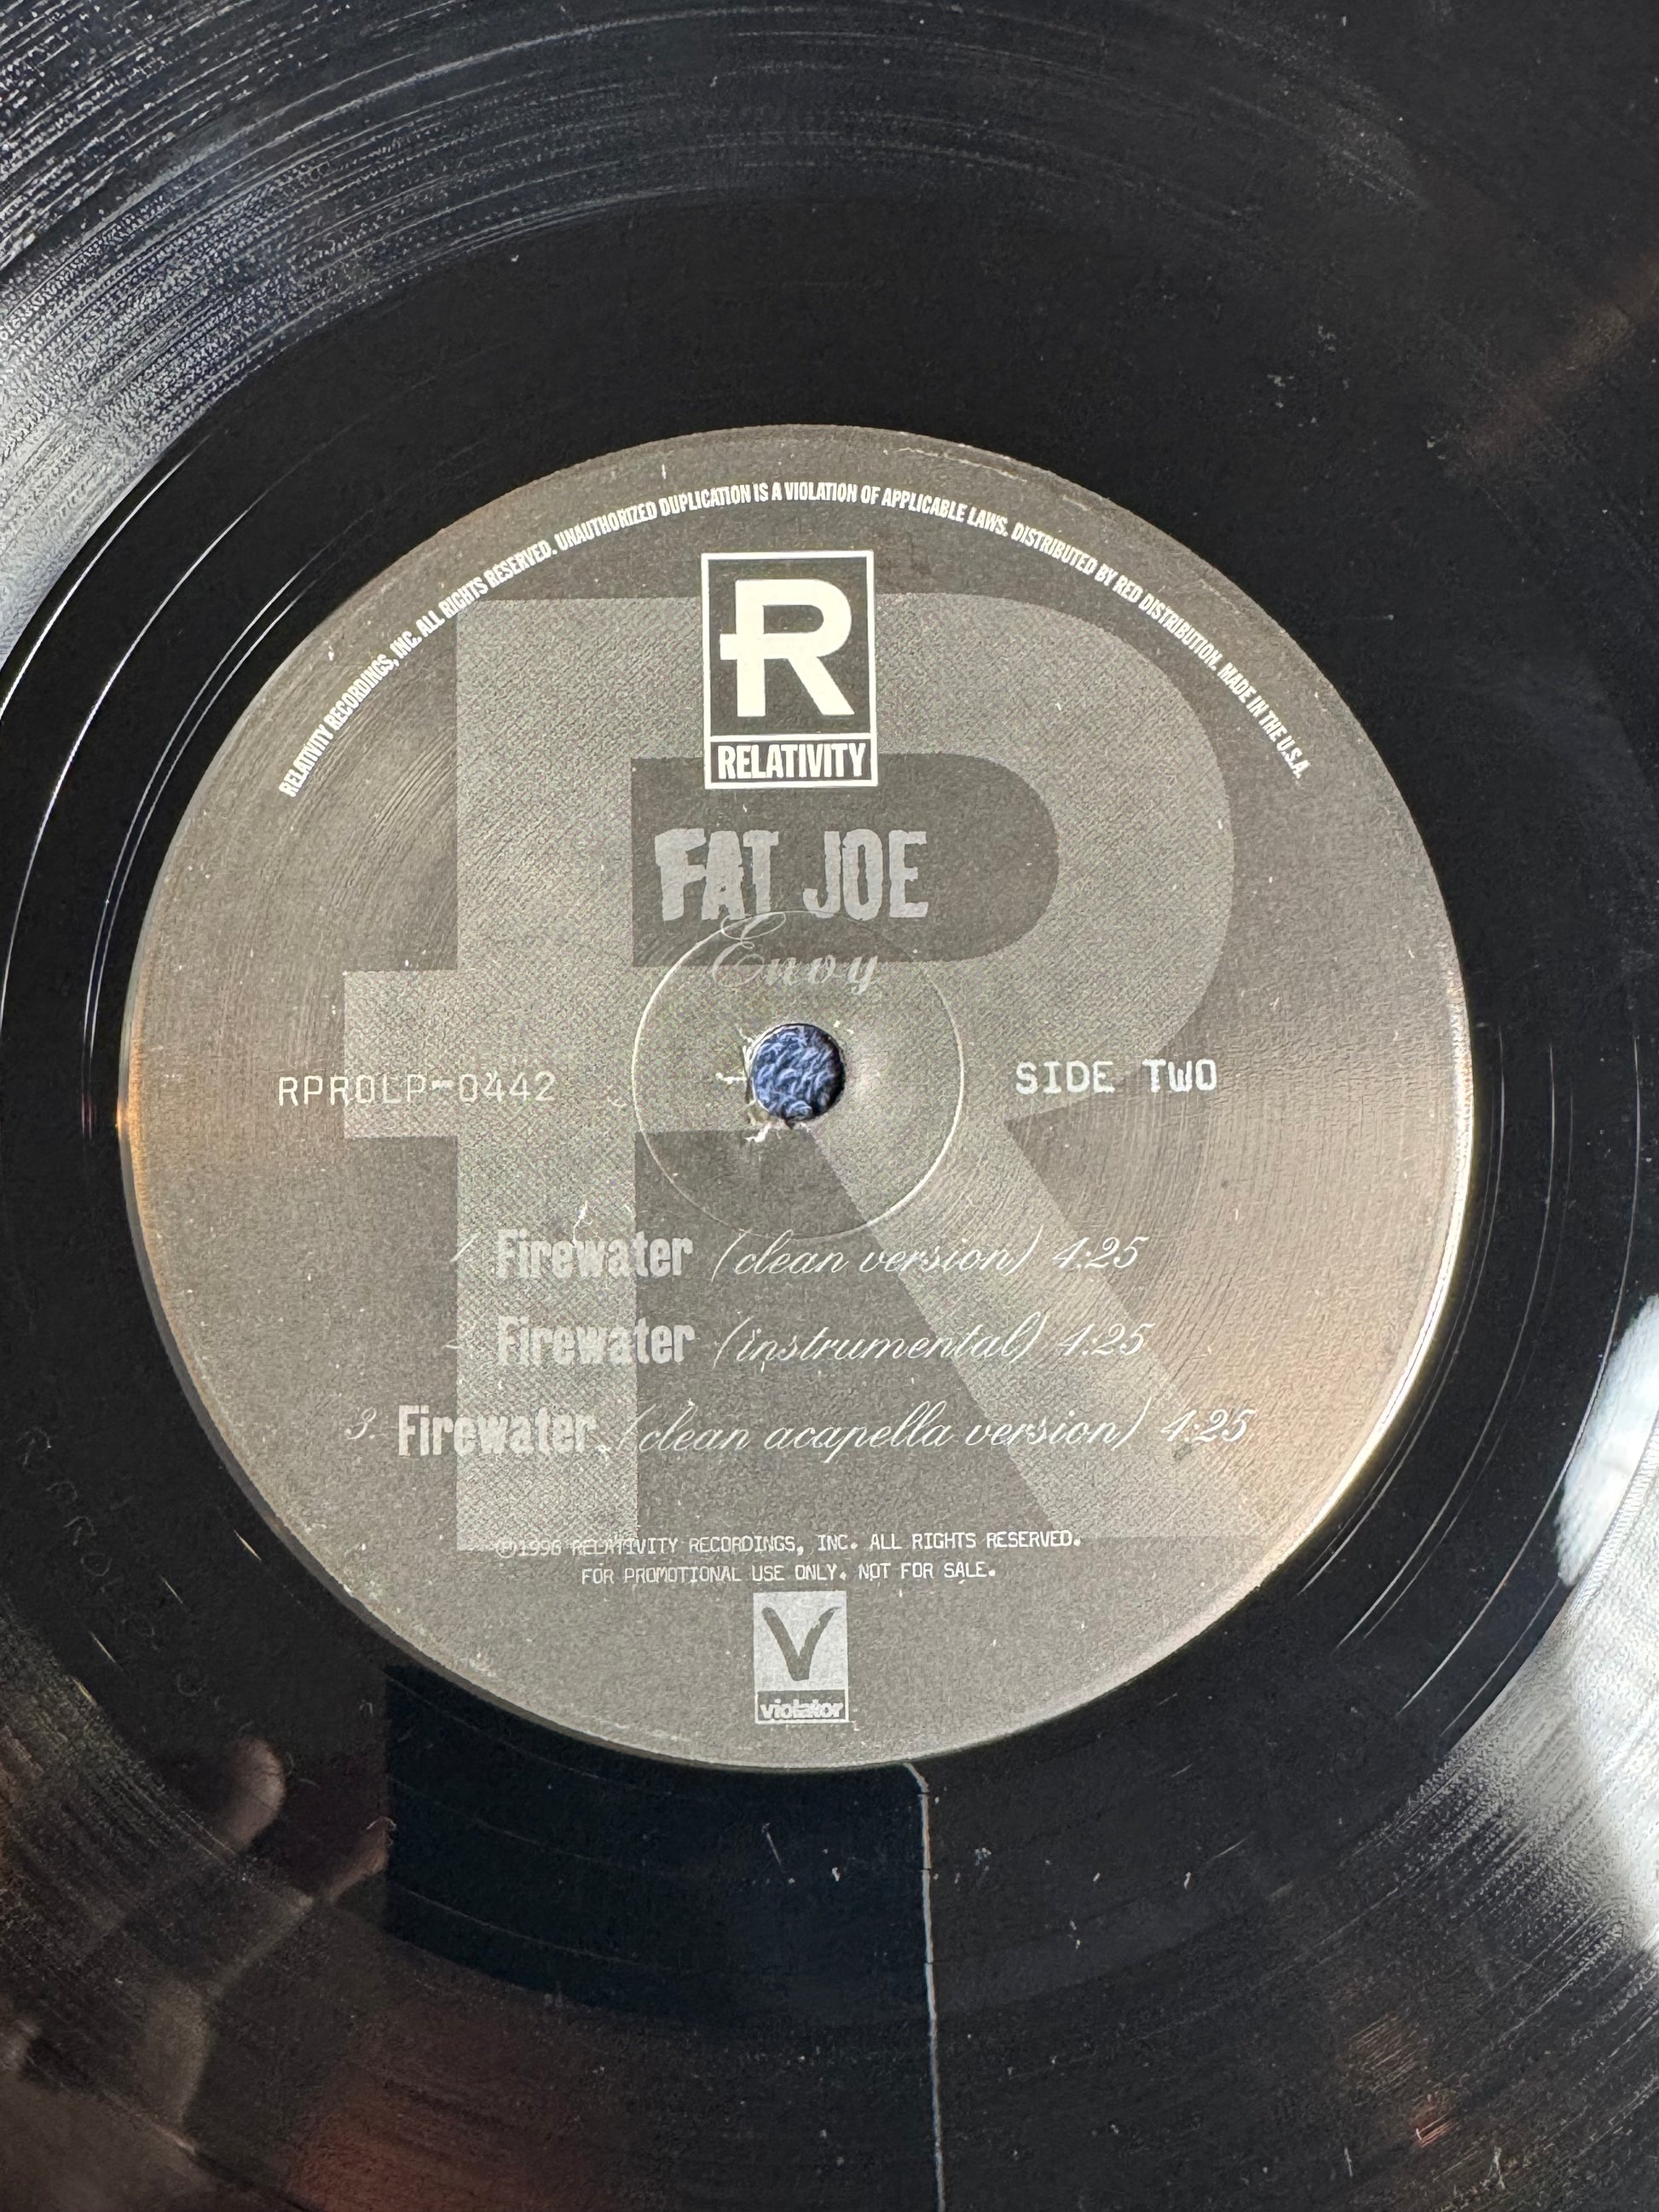 RELATIVITY RECORDINGS, INC. ALL RIGHTS RESERVED. UNAUTHORIZED DUPLICATION IS A VIOLATION OF APPLICABLE LAWS. DISTRIBUTED BY RED DISTRIBUTION. MADE IN THE U.S.A.
R
RELATIVITY
FAT JOE
Envy
RPROLP-0442
SIDE TWO
1. Firewater (clean version) 4:25
2. Firewater (instrumental) 4:25
3. Firewater (clean acapella version) 4:25
℗1996 RELATIVITY RECORDINGS, INC. ALL RIGHTS RESERVED.
FOR PROMOTIONAL USE ONLY. NOT FOR SALE.
V
violator